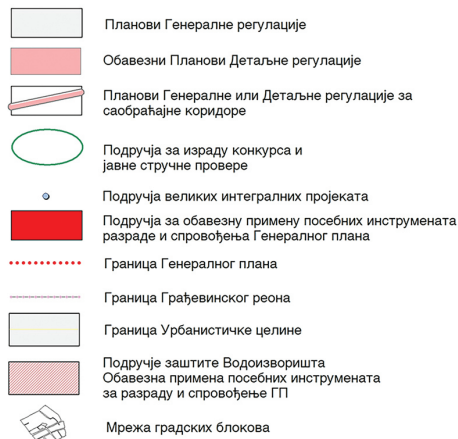 Планови Генералне регулације
Обавезни Планови Детаљне регулације
Планови Генералне или Детаљне регулације за
саобраћајне коридоре
Подручја за израду конкурса и
јавне стручне провере
Подручја великих интегралних пројеката
Подручја за обавезну примену посебних инструмената
разраде и спровођења Генералног плана
Граница Генералног плана
Граница Грађевинског реона
Граница Урбанистичке целине
Подручје заштите Водоизворишта
Обавезна примена посебних инструмената
за разраду и спровођење ГП
Мрежа градских блокова